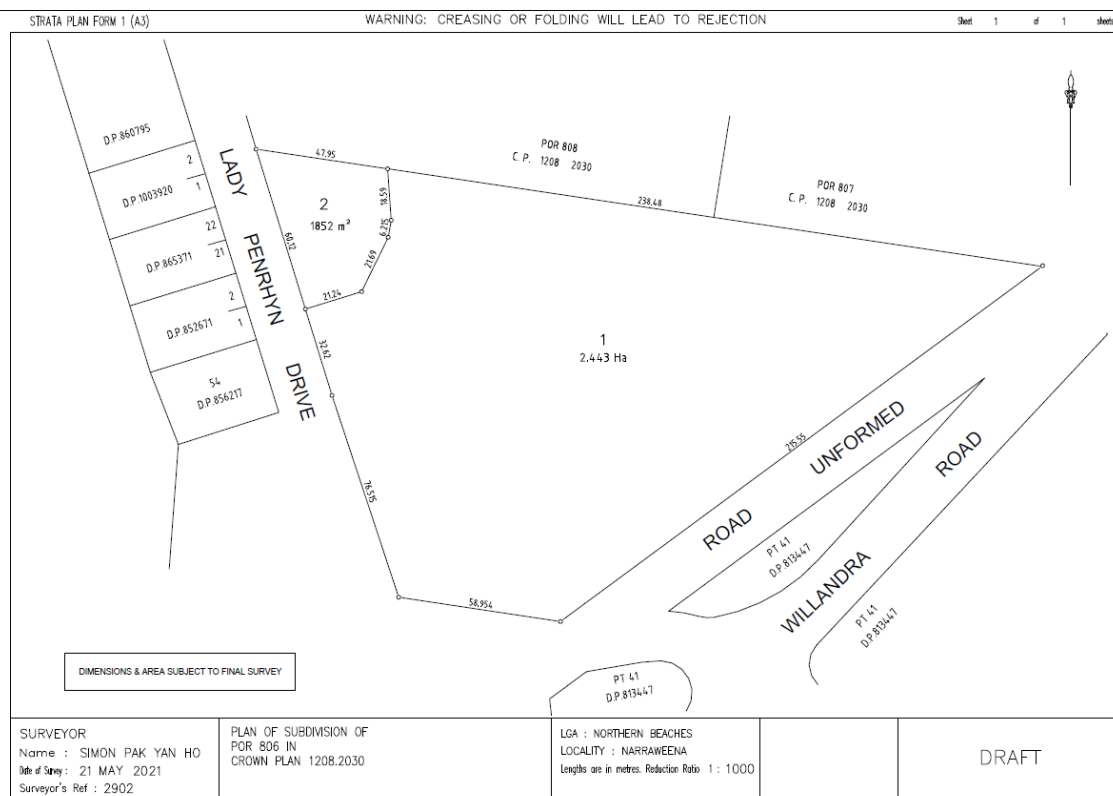 STRATA PLAN FORM 1 (A3)
WARNING: CREASING OR FOLDING WILL LEAD TO REJECTION
Sheet 1 of 1 sheets
D.P.860795
2
D.P.1003920
1
22
D.P.865371
21
2
D.P.852671
1
54
D.P.856217
LADY PENRHYN DRIVE
47.95
2
1852 m²
18.59
6.215
21.69
21.24
60.12
32.62
76.515
58.954
POR 808
C. P. 1208 2030
238.48
POR 807
C. P. 1208 2030
1
2.443 Ha
215.55
ROAD UNFORMED
PT 41
D.P.813447
WILLANDRA ROAD
PT 41
D.P.813447
PT 41
D.P.813447
DIMENSIONS & AREA SUBJECT TO FINAL SURVEY
SURVEYOR
Name : SIMON PAK YAN HO
Date of Survey : 21 MAY 2021
Surveyor's Ref : 2902
PLAN OF SUBDIVISION OF
POR 806 IN
CROWN PLAN 1208.2030
LGA : NORTHERN BEACHES
LOCALITY : NARRAWEENA
Lengths are in metres. Reduction Ratio 1 : 1000
DRAFT